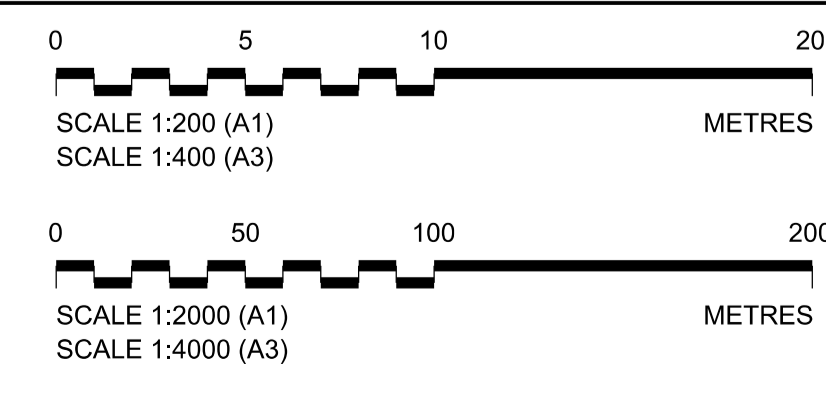 0 5 10 20
SCALE 1:200 (A1) METRES
SCALE 1:400 (A3)
0 50 100 200
SCALE 1:2000 (A1) METRES
SCALE 1:4000 (A3)